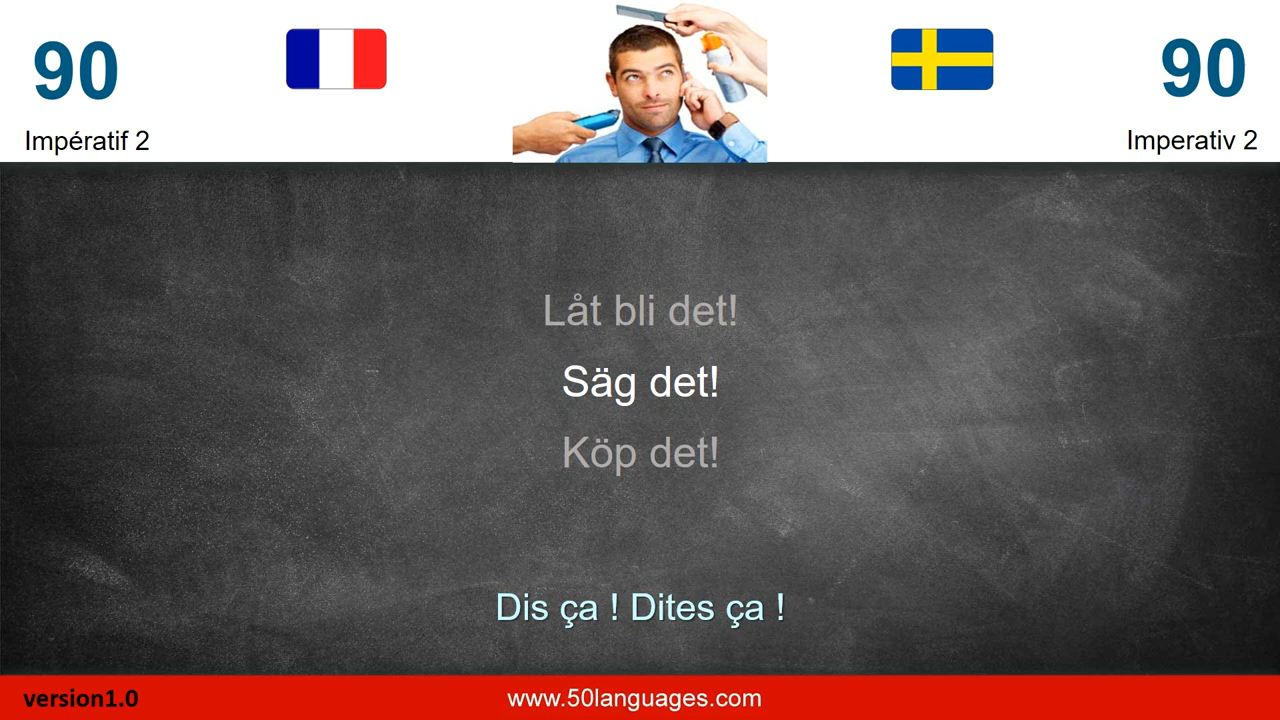 90
90
Impératif 2
Imperativ 2
Låt bli det!
Säg det!
Köp det!
Dis ça ! Dites ça !
version1.0
www.50languages.com